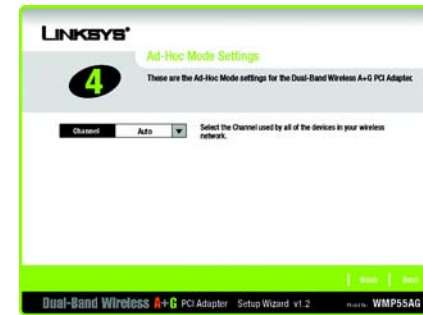 LINKSYS®
Ad-Hoc Mode Settings
4
These are the Ad-Hoc Mode settings for the Dual-Band Wireless A+G PCI Adapter.
Channel
Auto
Select the Channel used by all of the devices in your wireless
network.
Back
Next
Dual-Band Wireless A+G PCI Adapter Setup Wizard v1.2
Model No. WMP55AG